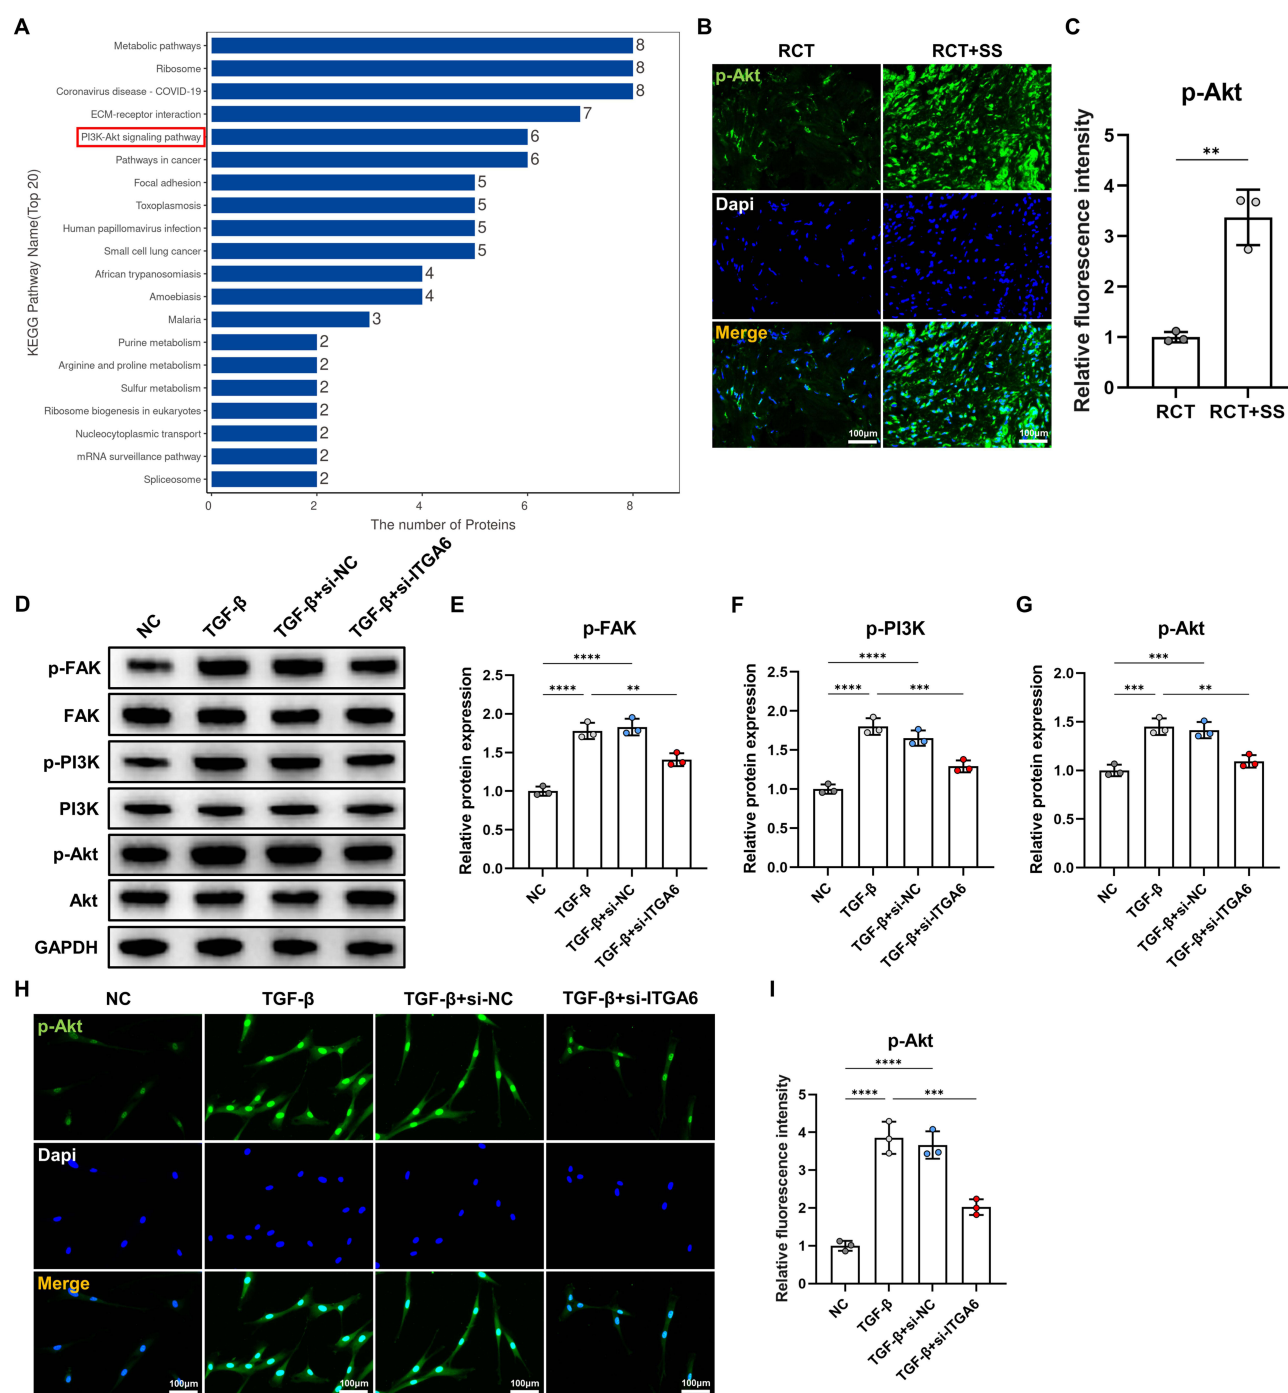 A
KEGG Pathway Name(Top 20)
Metabolic pathways 8
Ribosome 8
Coronavirus disease - COVID-19 8
ECM-receptor interaction 7
PI3K-Akt signaling pathway 6
Pathways in cancer 6
Focal adhesion 5
Toxoplasmosis 5
Human papillomavirus infection 5
Small cell lung cancer 5
African trypanosomiasis 4
Amoebiasis 4
Malaria 3
Purine metabolism 2
Arginine and proline metabolism 2
Sulfur metabolism 2
Ribosome biogenesis in eukaryotes 2
Nucleocytoplasmic transport 2
mRNA surveillance pathway 2
Spliceosome 2
0 2 4 6 8
The number of Proteins
B
RCT RCT+SS
p-Akt
Dapi
Merge
100μm 100μm
C
p-Akt
Relative fluorescence intensity
**
5
4
3
2
1
0
RCT RCT+SS
D
NC TGF-β TGF-β+si-NC TGF-β+si-ITGA6
p-FAK
FAK
p-PI3K
PI3K
p-Akt
Akt
GAPDH
E
p-FAK
Relative protein expression
****
**** **
2.5
2.0
1.5
1.0
0.5
0.0
NC TGF-β TGF-β+si-NC TGF-β+si-ITGA6
F
p-PI3K
Relative protein expression
****
**** ***
2.5
2.0
1.5
1.0
0.5
0.0
NC TGF-β TGF-β+si-NC TGF-β+si-ITGA6
G
p-Akt
Relative protein expression
***
*** **
2.0
1.5
1.0
0.5
0.0
NC TGF-β TGF-β+si-NC TGF-β+si-ITGA6
H
NC TGF-β TGF-β+si-NC TGF-β+si-ITGA6
p-Akt
Dapi
Merge
100μm 100μm 100μm 100μm
I
p-Akt
Relative fluorescence intensity
****
**** ***
5
4
3
2
1
0
NC TGF-β TGF-β+si-NC TGF-β+si-ITGA6